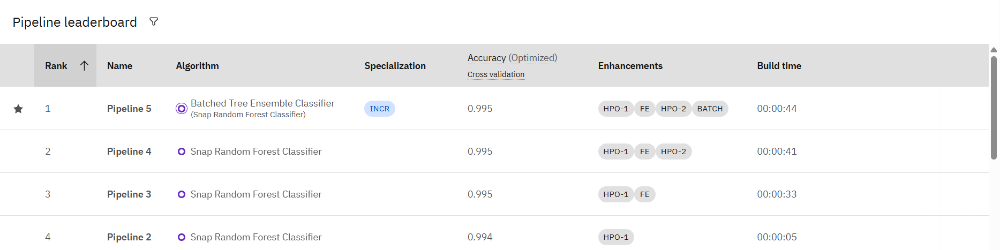 Pipeline leaderboard
Rank Name Algorithm Specialization Accuracy (Optimized) Enhancements Build time
Cross validation
1 Pipeline 5 Batched Tree Ensemble Classifier INCR 0.995 HPO-1 FE HPO-2 BATCH 00:00:44
(Snap Random Forest Classifier)
2 Pipeline 4 Snap Random Forest Classifier 0.995 HPO-1 FE HPO-2 00:00:41
3 Pipeline 3 Snap Random Forest Classifier 0.995 HPO-1 FE 00:00:33
4 Pipeline 2 Snap Random Forest Classifier 0.994 HPO-1 00:00:05